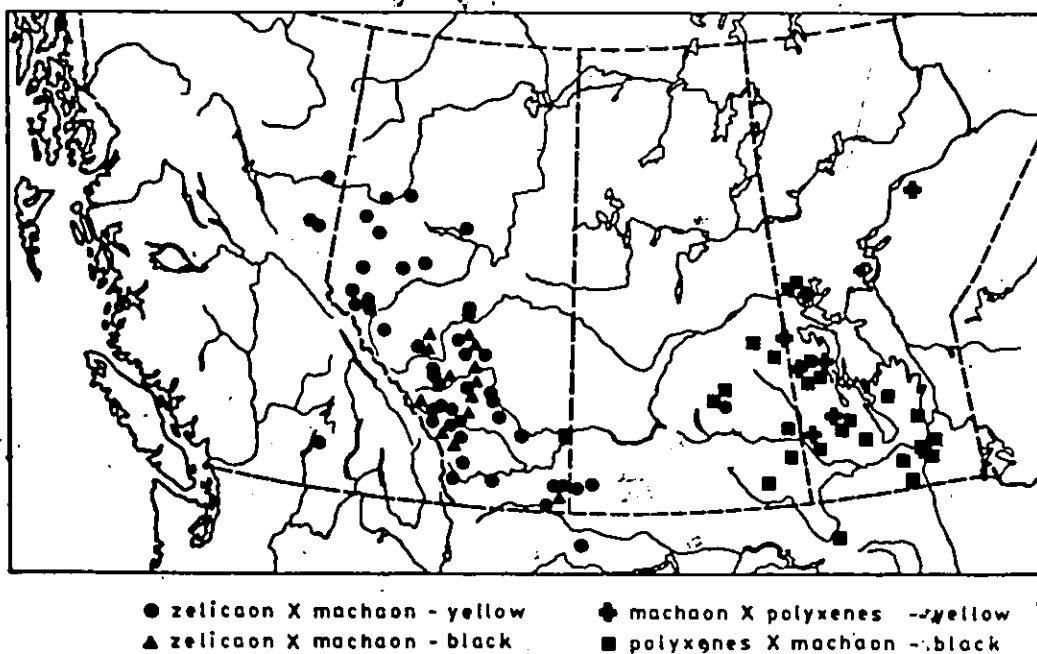 ● zelicaon X machaon - yellow
✚ machaon X polyxenes - yellow
▲ zelicaon X machaon - black
■ polyxenes X machaon - black